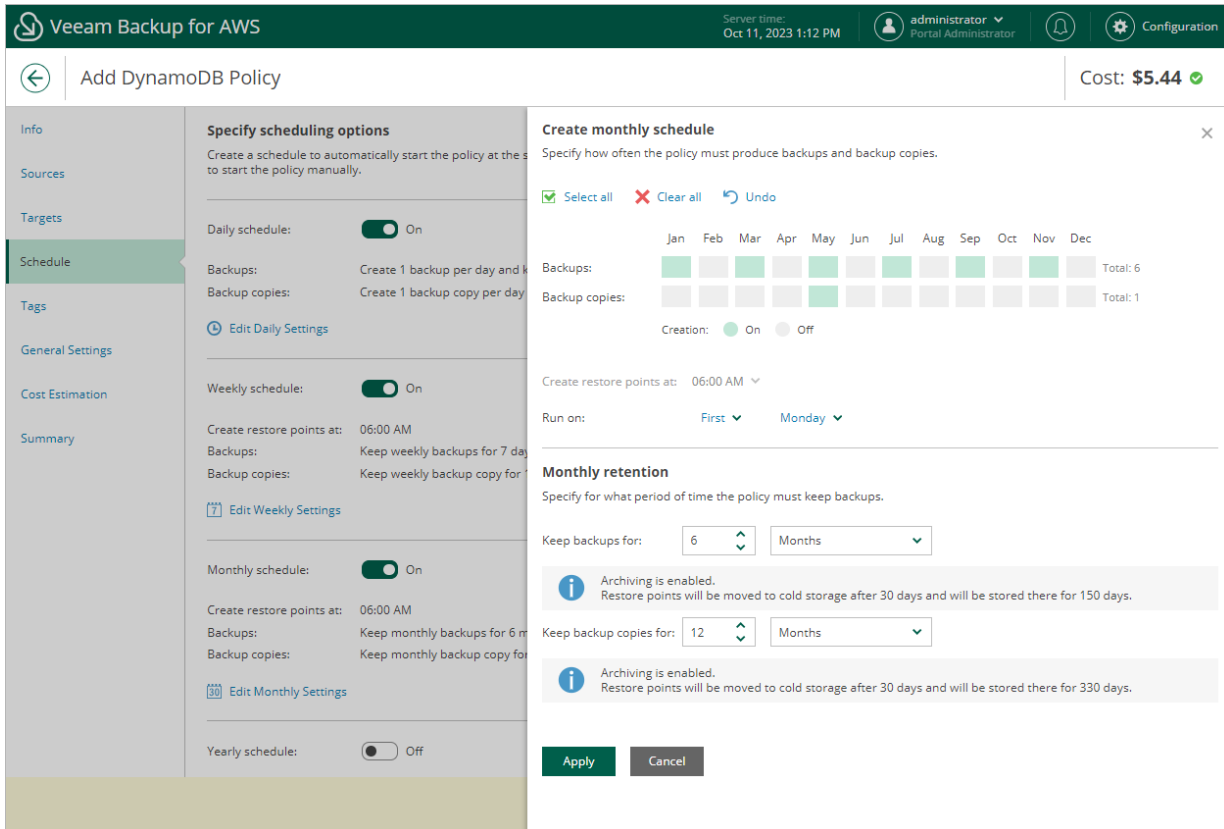 Veeam Backup for AWS
Server time:
Oct 11, 2023 1:12 PM
administrator
Portal Administrator
Configuration
Add DynamoDB Policy
Cost: $5.44
Info
Sources
Targets
Schedule
Tags
General Settings
Cost Estimation
Summary
Specify scheduling options
Create a schedule to automatically start the policy at the s
to start the policy manually.
Daily schedule: On
Backups: Create 1 backup per day and k
Backup copies: Create 1 backup copy per day
Edit Daily Settings
Weekly schedule: On
Create restore points at: 06:00 AM
Backups: Keep weekly backups for 7 day
Backup copies: Keep weekly backup copy for 1
7 Edit Weekly Settings
Monthly schedule: On
Create restore points at: 06:00 AM
Backups: Keep monthly backups for 6 m
Backup copies: Keep monthly backup copy for
30 Edit Monthly Settings
Yearly schedule: Off
Create monthly schedule
Specify how often the policy must produce backups and backup copies.
Select all Clear all Undo
Jan Feb Mar Apr May Jun Jul Aug Sep Oct Nov Dec
Backups: Total: 6
Backup copies: Total: 1
Creation: On Off
Create restore points at: 06:00 AM
Run on: First Monday
Monthly retention
Specify for what period of time the policy must keep backups.
Keep backups for: 6 Months
Archiving is enabled.
Restore points will be moved to cold storage after 30 days and will be stored there for 150 days.
Keep backup copies for: 12 Months
Archiving is enabled.
Restore points will be moved to cold storage after 30 days and will be stored there for 330 days.
Apply Cancel